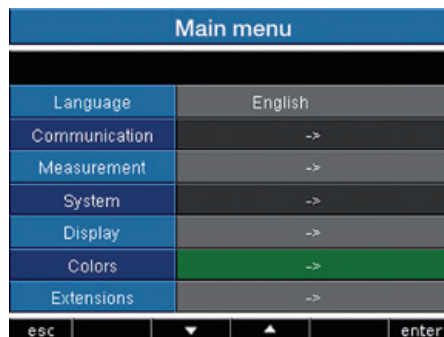 Main menu
Language English
Communication ->
Measurement ->
System ->
Display ->
Colors ->
Extensions ->
esc ▼ ▲ enter